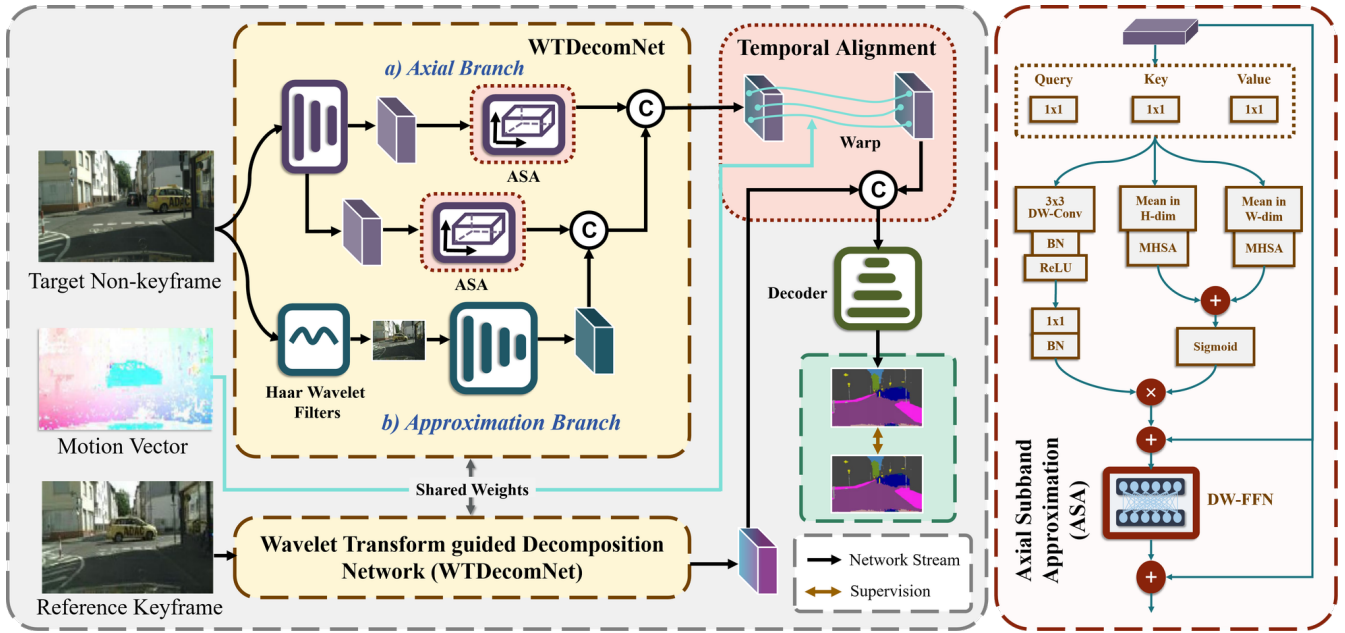 WTDecomNet
a) Axial Branch
ASA
C
ASA
C
Target Non-keyframe
Haar Wavelet
Filters
b) Approximation Branch
Motion Vector
Shared Weights
Reference Keyframe
Wavelet Transform guided Decomposition
Network (WTDecomNet)
Temporal Alignment
Warp
C
Decoder
Network Stream
Supervision
Query
Key
Value
1x1
1x1
1x1
3x3
DW-Conv
BN
ReLU
1x1
BN
Mean in
H-dim
MHSA
Mean in
W-dim
MHSA
+
Sigmoid
×
+
DW-FFN
+
Axial Subband
Approximation
(ASA)